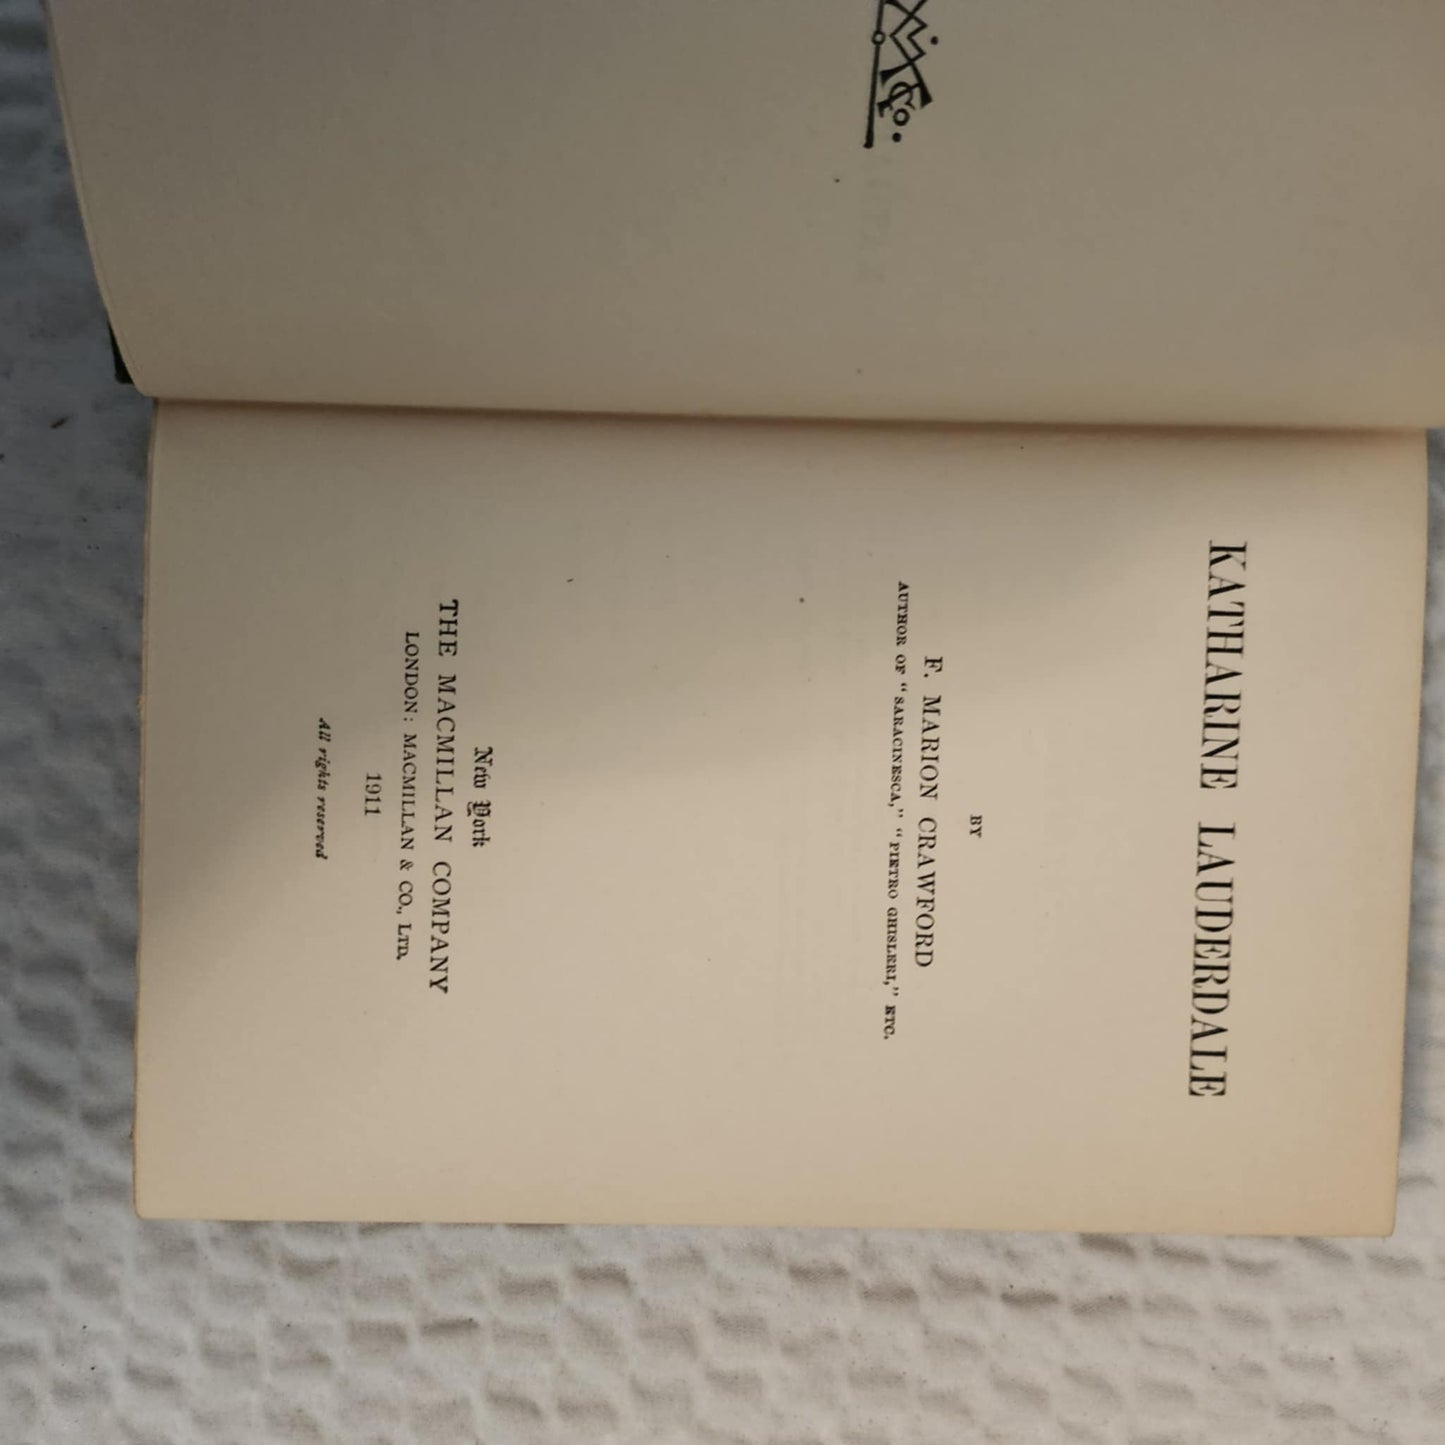 M & Co.
KATHARINE LAUDERDALE
BY
F. MARION CRAWFORD
AUTHOR OF "SARACINESCA," "PIETRO GHISLERI," ETC.
New York
THE MACMILLAN COMPANY
LONDON: MACMILLAN & CO., LTD.
1911
All rights reserved